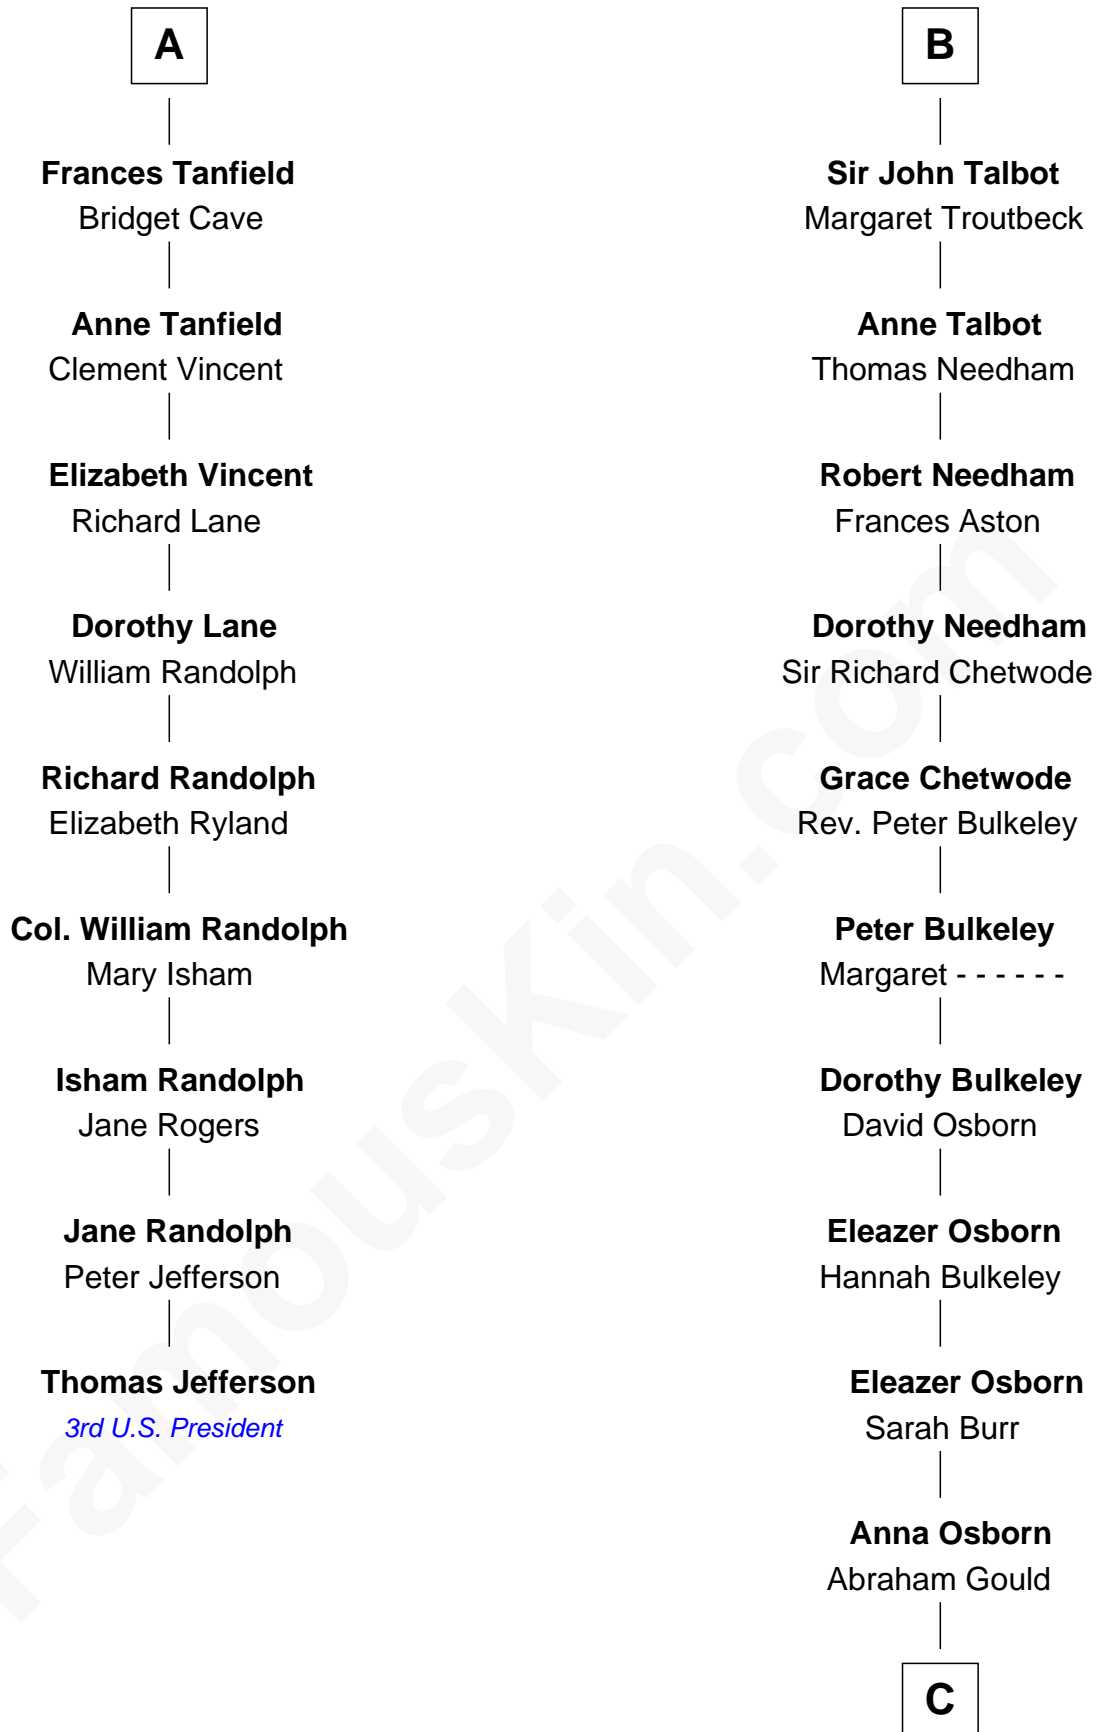 A
Frances Tanfield
Bridget Cave
Anne Tanfield
Clement Vincent
Elizabeth Vincent
Richard Lane
Dorothy Lane
William Randolph
Richard Randolph
Elizabeth Ryland
Col. William Randolph
Mary Isham
Isham Randolph
Jane Rogers
Jane Randolph
Peter Jefferson
Thomas Jefferson
3rd U.S. President
B
Sir John Talbot
Margaret Troutbeck
Anne Talbot
Thomas Needham
Robert Needham
Frances Aston
Dorothy Needham
Sir Richard Chetwode
Grace Chetwode
Rev. Peter Bulkeley
Peter Bulkeley
Margaret - - - - - -
Dorothy Bulkeley
David Osborn
Eleazer Osborn
Hannah Bulkeley
Eleazer Osborn
Sarah Burr
Anna Osborn
Abraham Gould
C
FamousKin.com